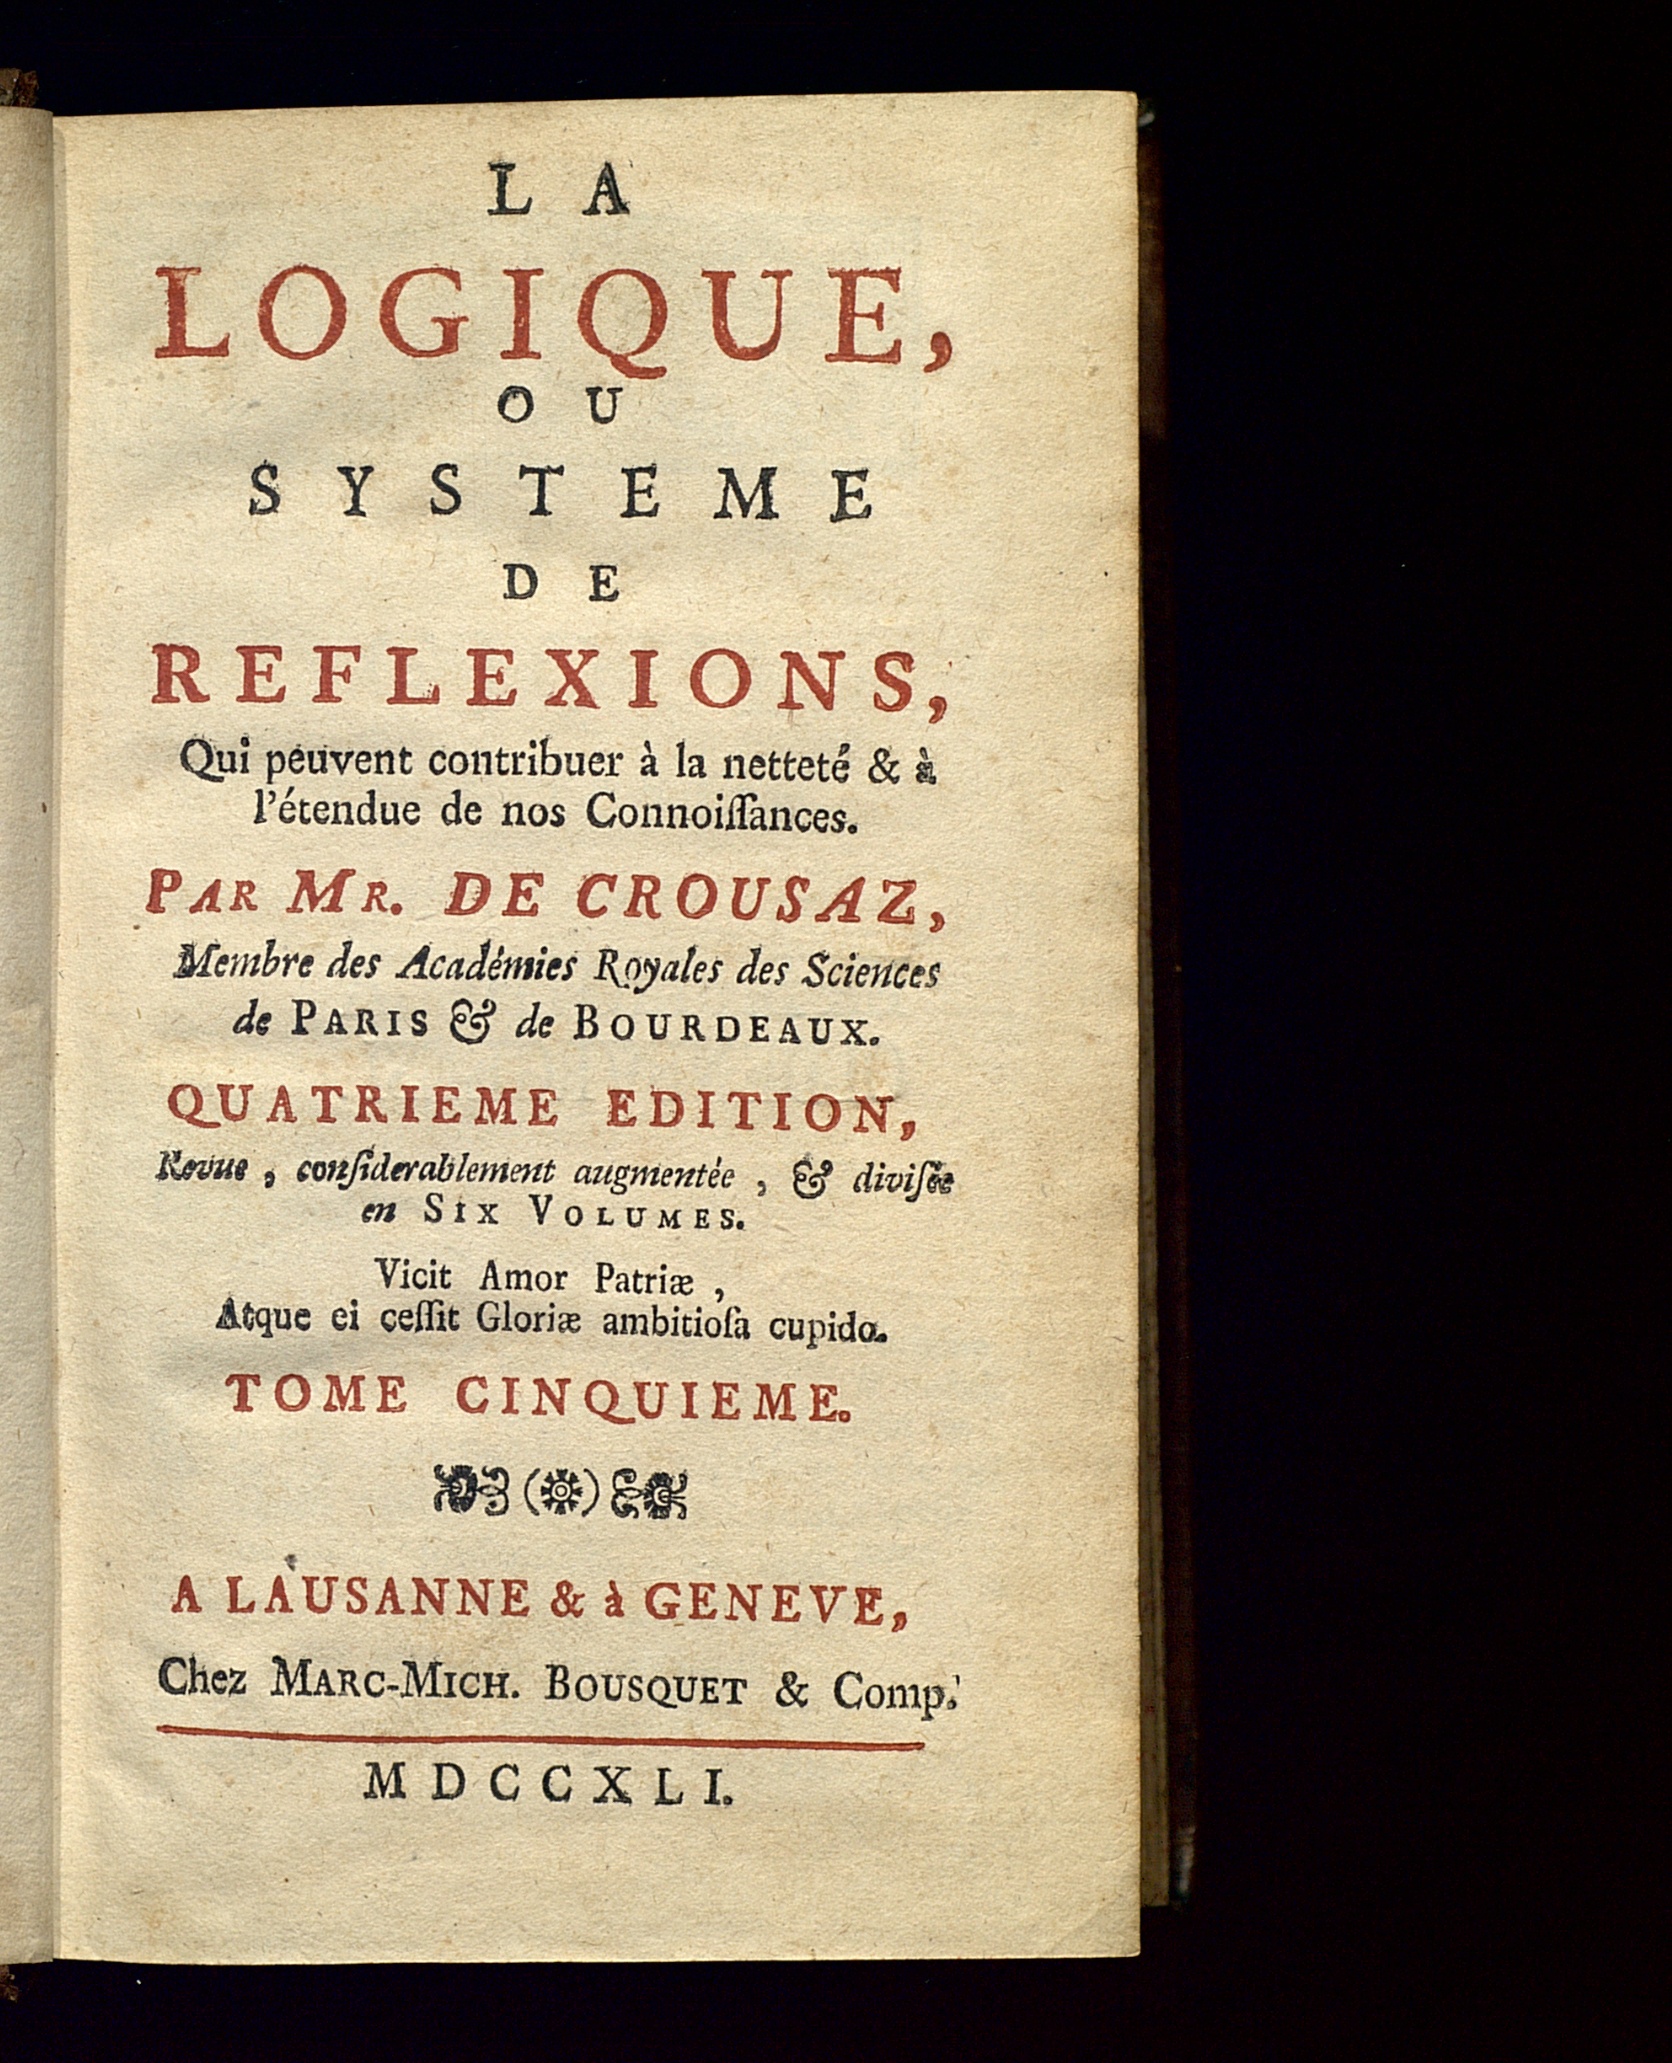 LA
LOGIQUE,
OU
SYSTEME
DE
REFLEXIONS,
Qui peuvent contribuer à la netteté & à
l'étendue de nos Connoiſſances.
PAR MR. DE CROUSAZ,
Membre des Académies Royales des Sciences
de PARIS & de BOURDEAUX.
QUATRIEME EDITION,
Revue, conſiderablement augmentée, & diviſée
en SIX VOLUMES.
Vicit Amor Patriæ,
Atque ei ceſſit Gloriæ ambitioſa cupido.
TOME CINQUIEME.
A LAUSANNE & à GENEVE,
Chez MARC-MICH. BOUSQUET & Comp.
MDCCXLI.